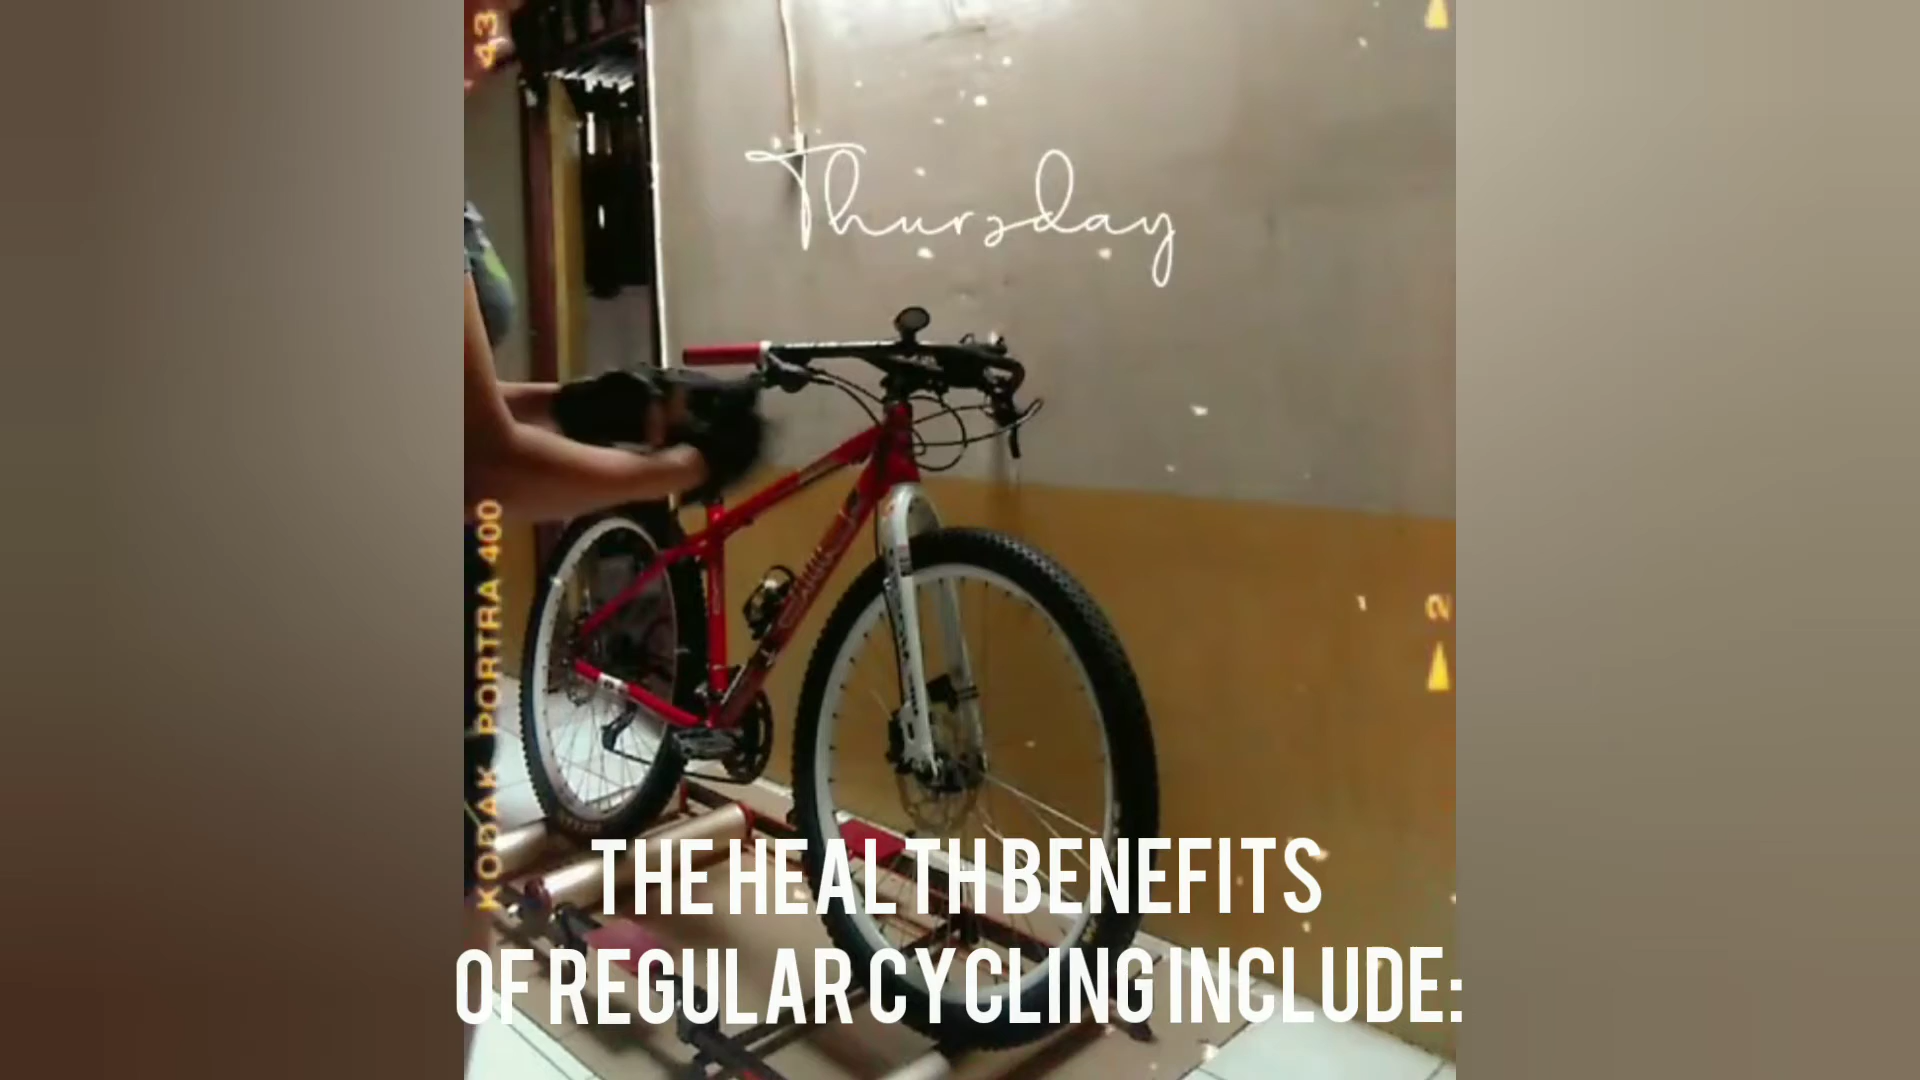 43
Thursday
KODAK PORTRA 400
2
THE HEALTH BENEFITS
OF REGULAR CYCLING INCLUDE: